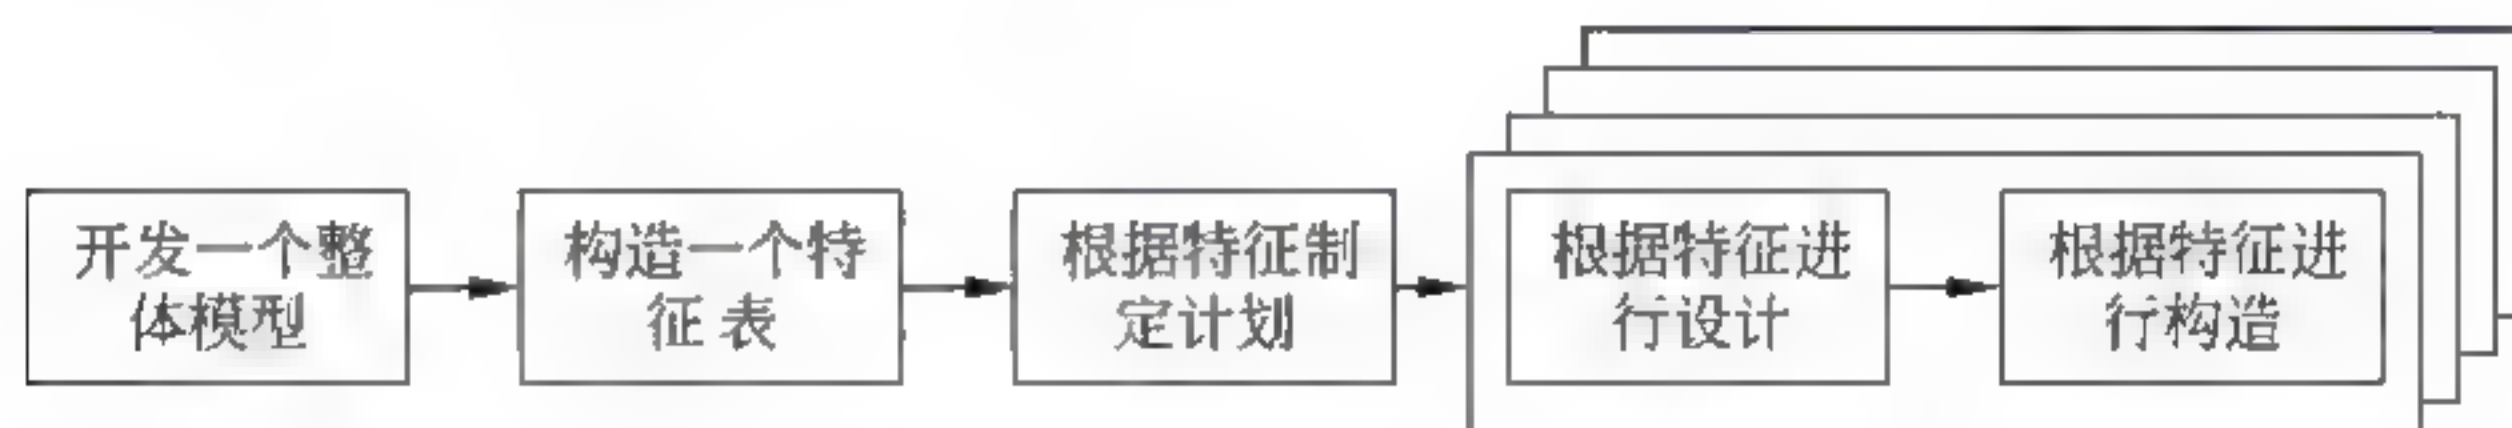 开发一个整
体模型
构造一个特
征 表
根据特征制
定计划
根据特征进
行设计
根据特征进
行构造